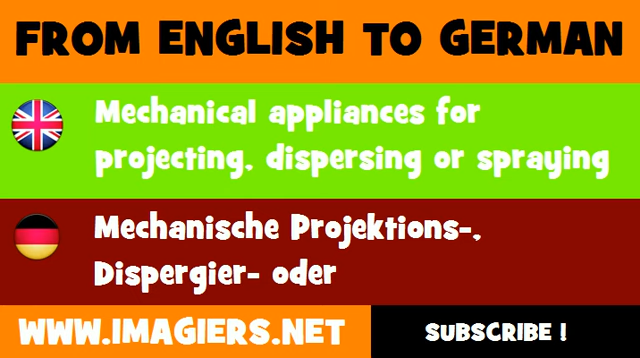 FROM ENGLISH TO GERMAN
Mechanical appliances for
projecting, dispersing or spraying
Mechanische Projektions-,
Dispergier- oder
WWW.IMAGIERS.NET
SUBSCRIBE !